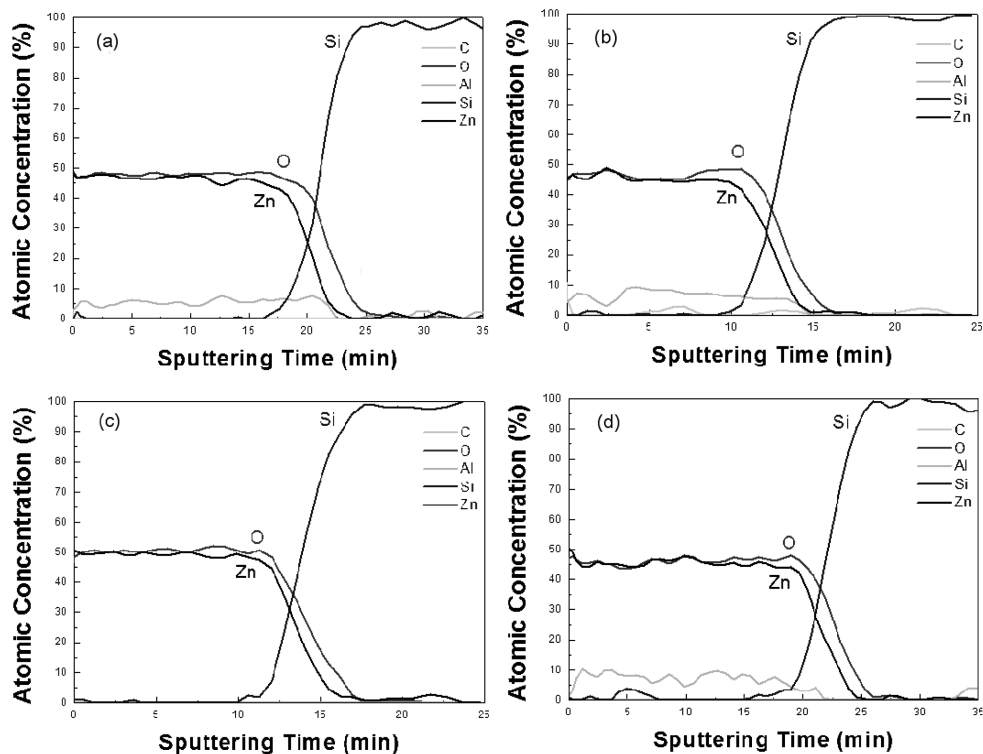 Atomic Concentration (%)
100
90
80
70
60
50
40
30
20
10
0
(a)
Si
O
Zn
C
O
Al
Si
Zn
0 5 10 15 20 25 30 35
Sputtering Time (min)
Atomic Concentration (%)
100
90
80
70
60
50
40
30
20
10
0
(b)
Si
O
Zn
C
O
Al
Si
Zn
0 5 10 15 20 25
Sputtering Time (min)
Atomic Concentration (%)
100
90
80
70
60
50
40
30
20
10
0
(c)
Si
O
Zn
C
O
Al
Si
Zn
0 5 10 15 20 25
Sputtering Time (min)
Atomic Concentration (%)
100
90
80
70
60
50
40
30
20
10
0
(d)
Si
O
Zn
C
O
Al
Si
Zn
0 5 10 15 20 25 30 35
Sputtering Time (min)